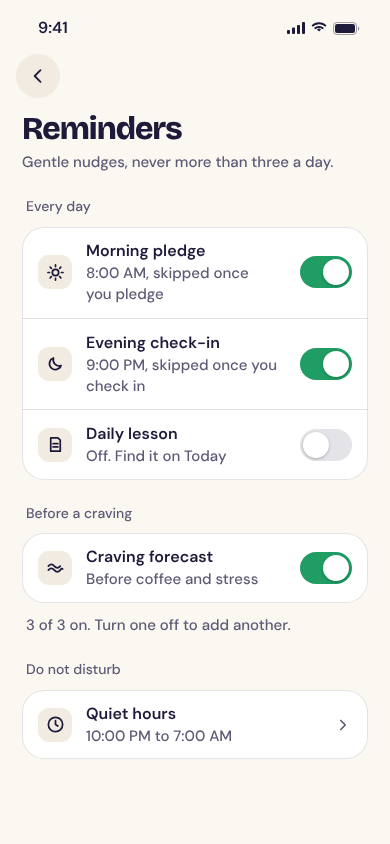 9:41
Reminders
Gentle nudges, never more than three a day.
Every day
Morning pledge
8:00 AM, skipped once
you pledge
Evening check-in
9:00 PM, skipped once you
check in
Daily lesson
Off. Find it on Today
Before a craving
Craving forecast
Before coffee and stress
3 of 3 on. Turn one off to add another.
Do not disturb
Quiet hours
10:00 PM to 7:00 AM